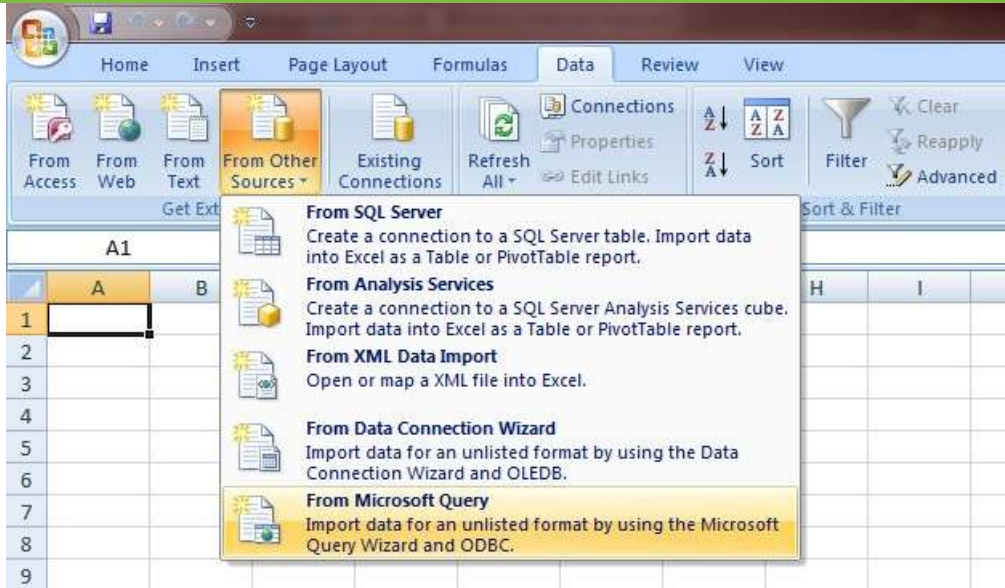 Home Insert Page Layout Formulas Data Review View
From Access
From Web
From Text
From Other Sources
Existing Connections
Refresh All
Connections
Properties
Edit Links
A Z
Z A
A Z
Z A
Sort
Filter
Clear
Reapply
Advanced
Get Ext
Sort & Filter
From SQL Server
Create a connection to a SQL Server table. Import data
into Excel as a Table or PivotTable report.
From Analysis Services
Create a connection to a SQL Server Analysis Services cube.
Import data into Excel as a Table or PivotTable report.
From XML Data Import
Open or map a XML file into Excel.
From Data Connection Wizard
Import data for an unlisted format by using the Data
Connection Wizard and OLEDB.
From Microsoft Query
Import data for an unlisted format by using the Microsoft
Query Wizard and ODBC.
A1
A B H I
1
2
3
4
5
6
7
8
9